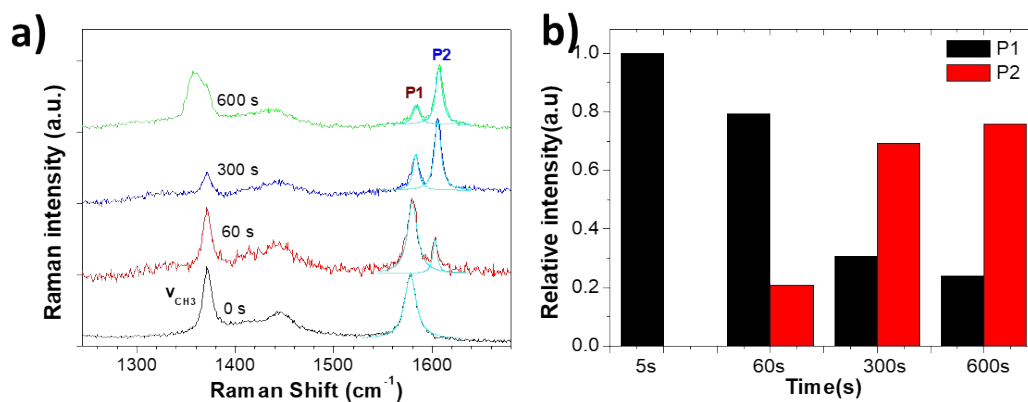 a)
Raman intensity (a.u.)
600 s
300 s
60 s
0 s
νCH3
P1
P2
1300
1400
1500
1600
Raman Shift (cm-1)
b)
Relative intensity(a.u)
1.0
0.8
0.6
0.4
0.2
0.0
P1
P2
5s
60s
300s
600s
Time(s)